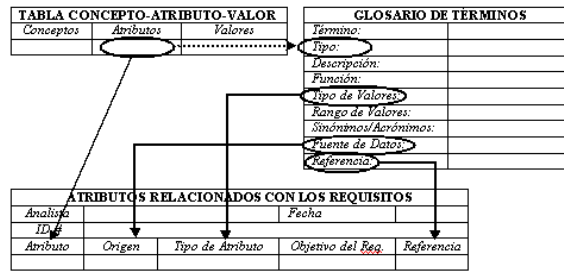 TABLA CONCEPTO-ATRIBUTO-VALOR
Conceptos Atributos Valores
GLOSARIO DE TÉRMINOS
Término:
Tipo:
Descripción:
Función:
Tipo de Valores:
Rango de Valores:
Sinónimos/Acrónimos:
Fuente de Datos:
Referencia:
ATRIBUTOS RELACIONADOS CON LOS REQUISITOS
Analista Fecha
ID #
Atributo Origen Tipo de Atributo Objetivo del Req. Referencia